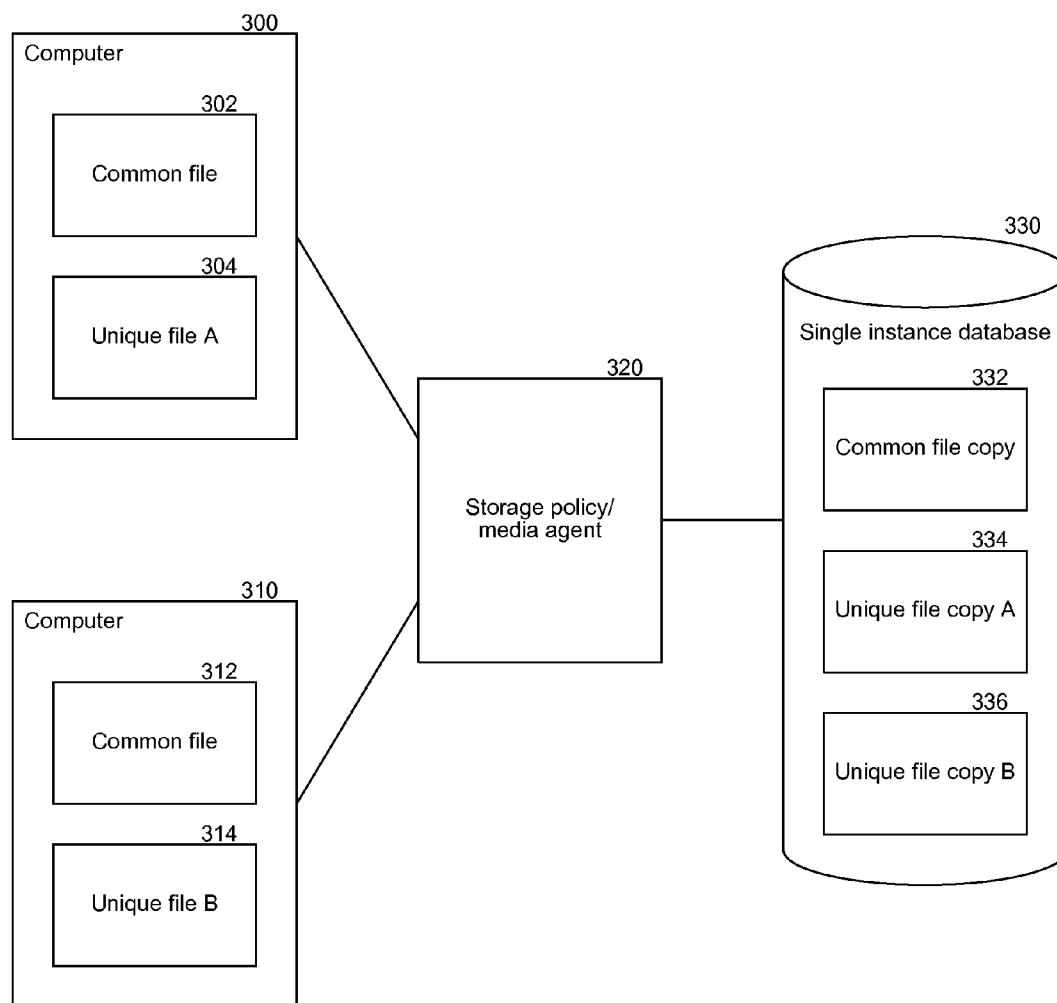 300
Computer
302
Common file
304
Unique file A
310
Computer
312
Common file
314
Unique file B
320
Storage policy/
media agent
330
Single instance database
332
Common file copy
334
Unique file copy A
336
Unique file copy B